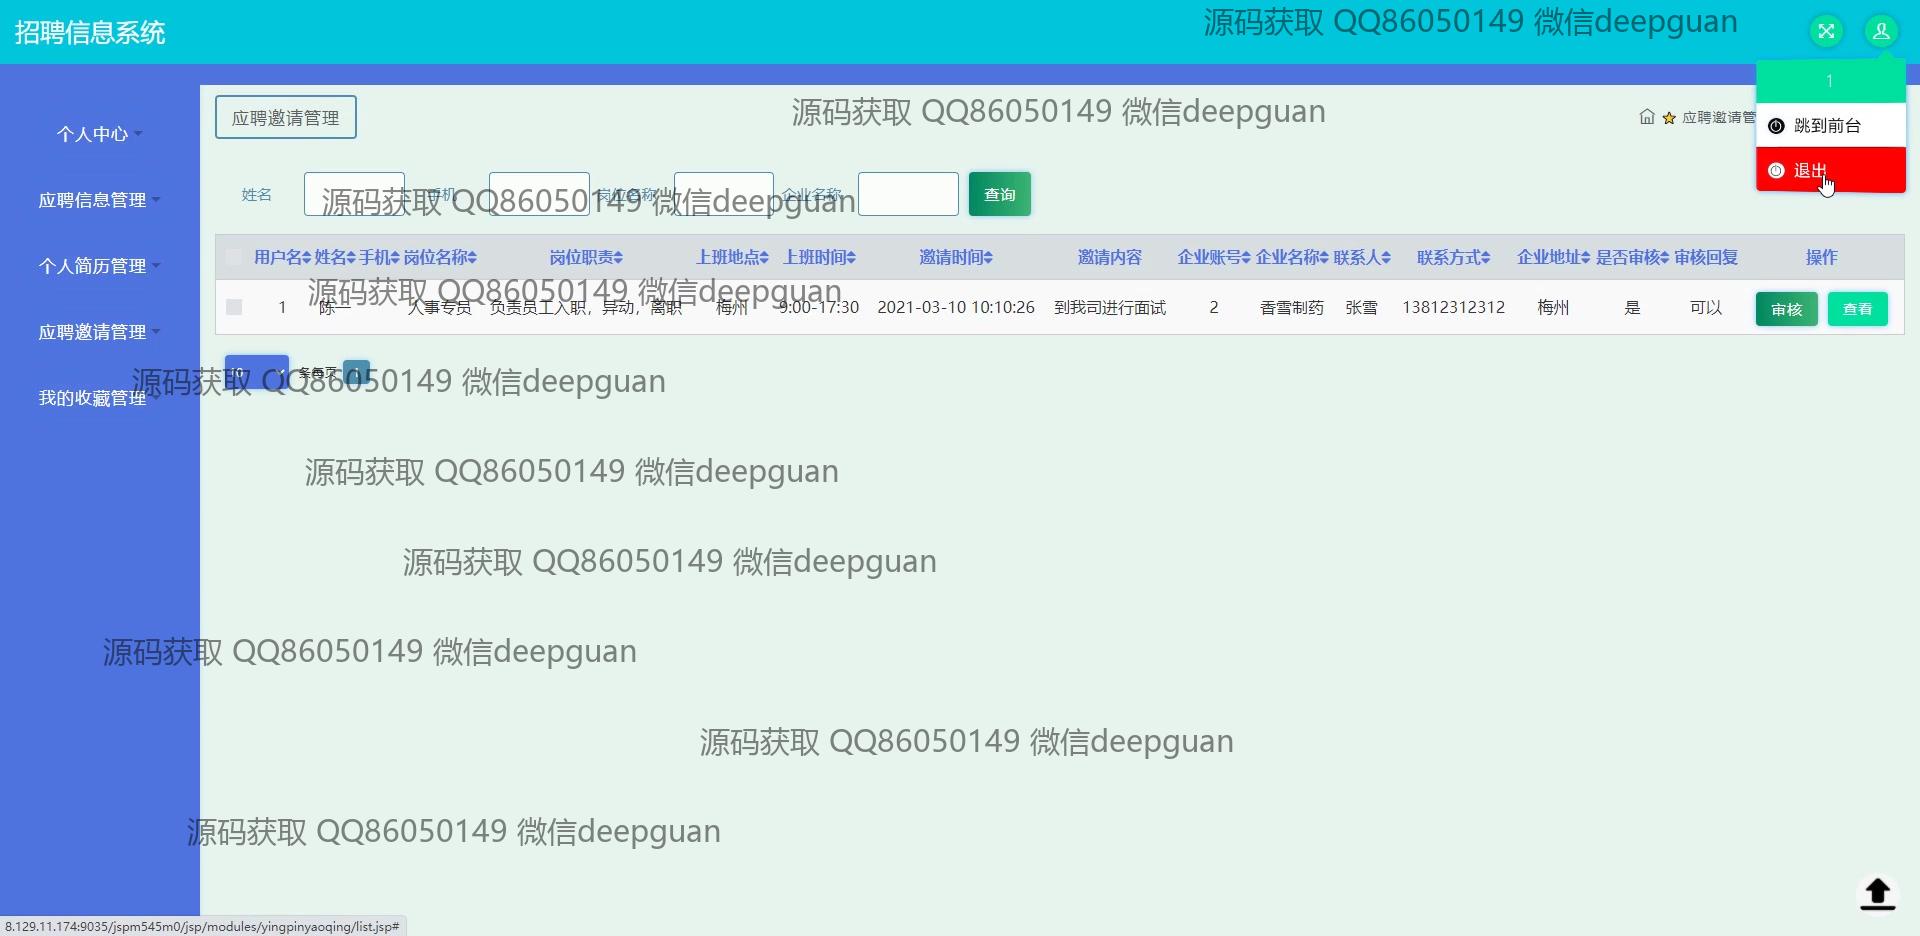 招聘信息系统
源码获取 QQ86050149 微信deepguan
1
跳到前台
退出
个人中心
应聘信息管理
个人简历管理
应聘邀请管理
我的收藏管理
应聘邀请管理
源码获取 QQ86050149 微信deepguan
应聘邀请管
姓名 手机 岗位名称 企业名称 查询
源码获取 QQ86050149 微信deepguan
用户名 姓名 手机 岗位名称 岗位职责 上班地点 上班时间 邀请时间 邀请内容 企业账号 企业名称 联系人 联系方式 企业地址 是否审核 审核回复 操作
源码获取 QQ86050149 微信deepguan
1 陈一 人事专员 负责员工入职，异动，离职 梅州 9:00-17:30 2021-03-10 10:10:26 到我司进行面试 2 香雪制药 张雪 13812312312 梅州 是 可以 审核 查看
10 条每页 1
源码获取 QQ86050149 微信deepguan
源码获取 QQ86050149 微信deepguan
源码获取 QQ86050149 微信deepguan
源码获取 QQ86050149 微信deepguan
源码获取 QQ86050149 微信deepguan
源码获取 QQ86050149 微信deepguan
8.129.11.174:9035/jspm545m0/jsp/modules/yingpinyaoqing/list.jsp#